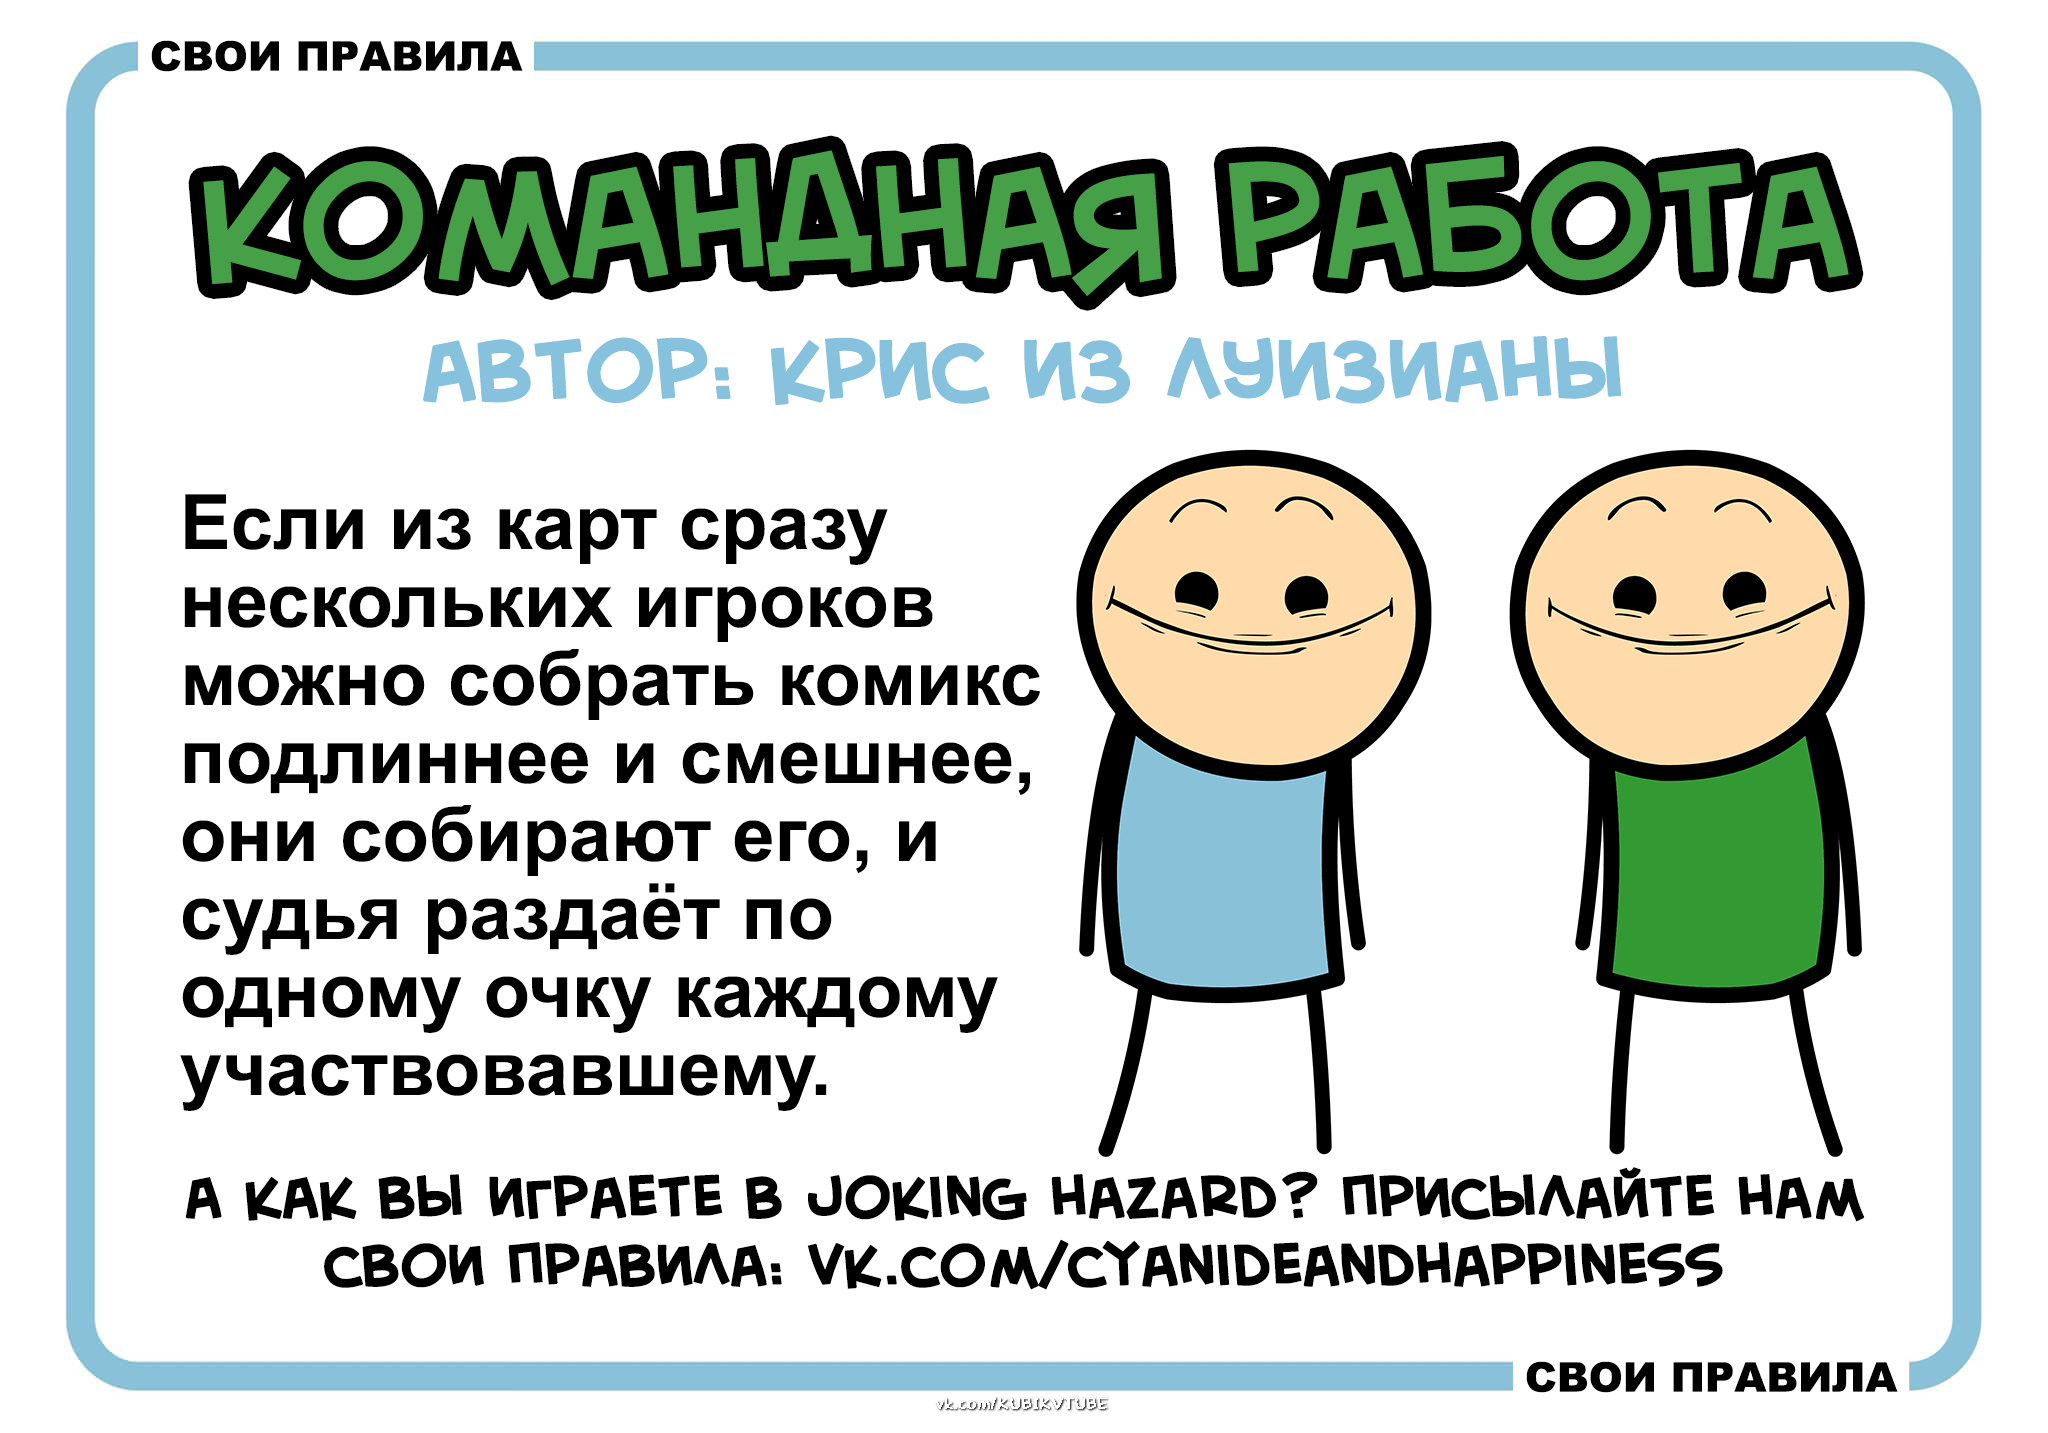 СВОИ ПРАВИЛА
КОМАНДНАЯ РАБОТА
АВТОР: КРИС ИЗ ЛУИЗИАНЫ
Если из карт сразу
нескольких игроков
можно собрать комикс
подлиннее и смешнее,
они собирают его, и
судья раздаёт по
одному очку каждому
участвовавшему.
А КАК ВЫ ИГРАЕТЕ В JOKING HAZARD? ПРИСЫЛАЙТЕ НАМ
СВОИ ПРАВИЛА: VK.COM/CYANIDEANDHAPPINESS
СВОИ ПРАВИЛА
vk.com/KUBIKVTUBE